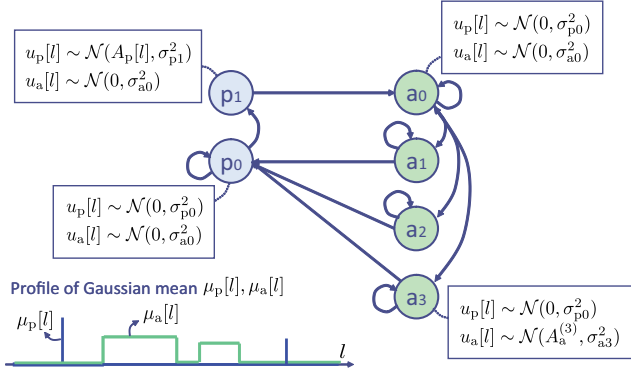 u_p[l] ∼ N(0, σ²_p0)
u_a[l] ∼ N(0, σ²_a0)
u_p[l] ∼ N(A_p[l], σ²_p1)
u_a[l] ∼ N(0, σ²_a0)
p1
a0
p0
a1
u_p[l] ∼ N(0, σ²_p0)
u_a[l] ∼ N(0, σ²_a0)
a2
Profile of Gaussian mean μ_p[l], μ_a[l]
a3
u_p[l] ∼ N(0, σ²_p0)
u_a[l] ∼ N(A_a^(3), σ²_a3)
μ_p[l]
μ_a[l]
l